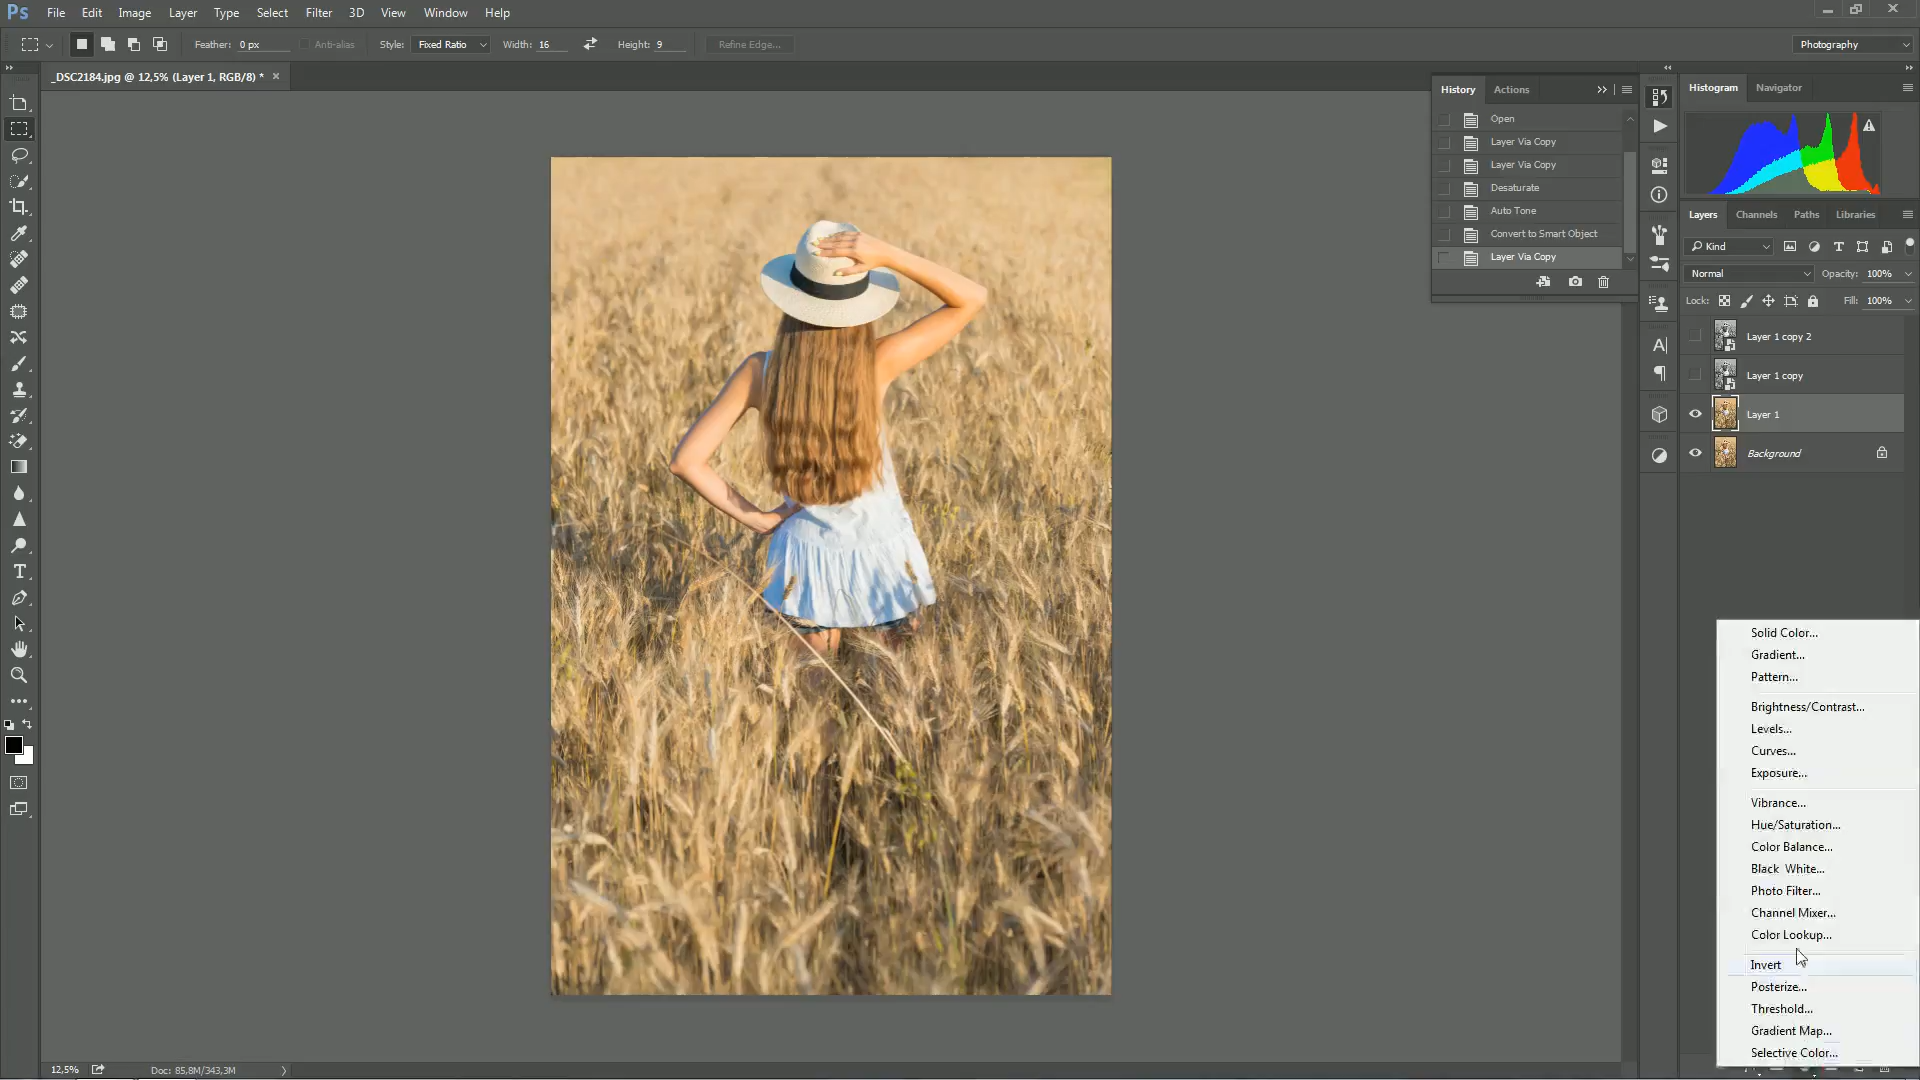 Ps File Edit Image Layer Type Select Filter 3D View Window Help
Feather: 0 px Anti-alias Style: Fixed Ratio Width: 16 Height: 9 Refine Edge... Photography
_DSC2184.jpg @ 12,5% (Layer 1, RGB/8) * ×
History Actions
Open
Layer Via Copy
Layer Via Copy
Desaturate
Auto Tone
Convert to Smart Object
Layer Via Copy
Histogram Navigator
Layers Channels Paths Libraries
Kind
Normal Opacity: 100%
Lock: Fill: 100%
Layer 1 copy 2
Layer 1 copy
Layer 1
Background
Solid Color...
Gradient...
Pattern...
Brightness/Contrast...
Levels...
Curves...
Exposure...
Vibrance...
Hue/Saturation...
Color Balance...
Black White...
Photo Filter...
Channel Mixer...
Color Lookup...
Invert
Posterize...
Threshold...
Gradient Map...
Selective Color...
12,5% Doc: 85,8M/343,3M